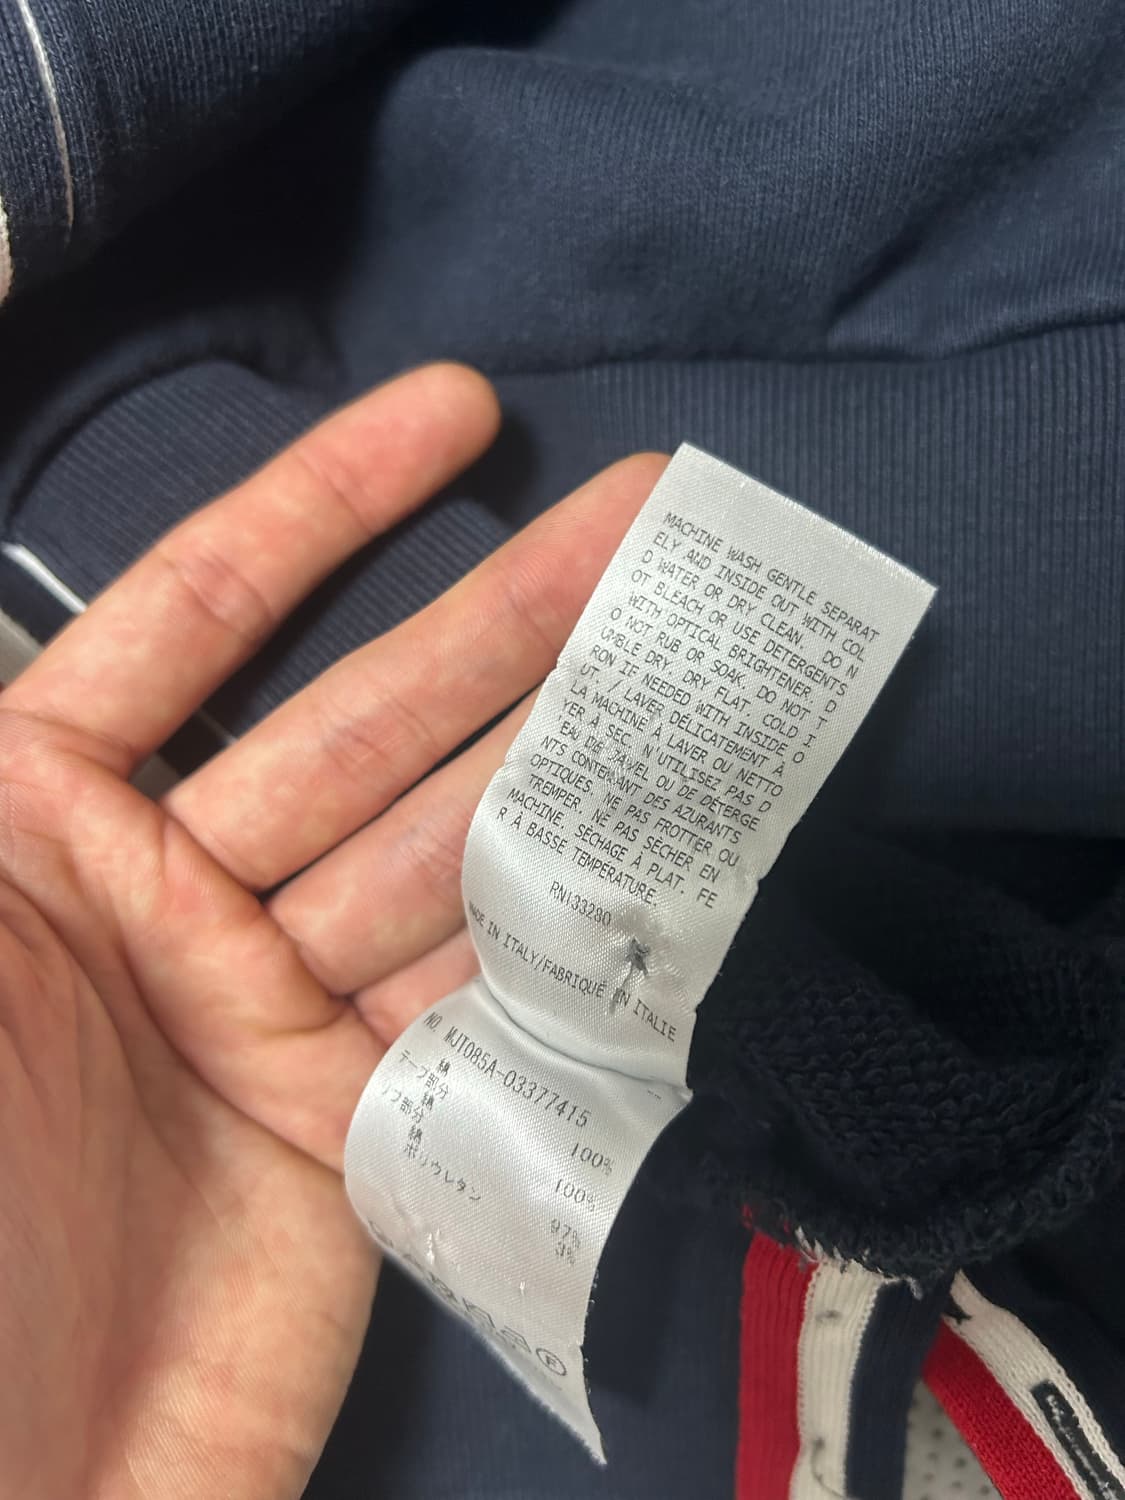 MACHINE WASH GENTLE SEPARAT
ELY AND INSIDE OUT WITH COL
D WATER OR DRY CLEAN. DO N
OT BLEACH OR USE DETERGENTS
WITH OPTICAL BRIGHTENER. D
O NOT RUB OR SOAK. DO NOT T
UMBLE DRY. DRY FLAT. COLD I
RON IF NEEDED WITH INSIDE O
UT. // LAVER DÉLICATEMENT À
LA MACHINE À LAVER OU NETTO
YER À SEC. N'UTILISEZ PAS D
'EAU DE JAVEL OU DE DÉTERGE
NTS CONTENANT DES AZURANTS
OPTIQUES. NE PAS FROTTER OU
TREMPER. NE PAS SÉCHER EN
MACHINE. SÉCHAGE À PLAT. FE
R À BASSE TEMPÉRATURE.
RN133280
MADE IN ITALY/FABRIQUÉ EN ITALIE
NO. MJT085A-03377415
綿 100%
テープ部分
綿 100%
リブ部分
綿 97%
ポリウレタン 3%